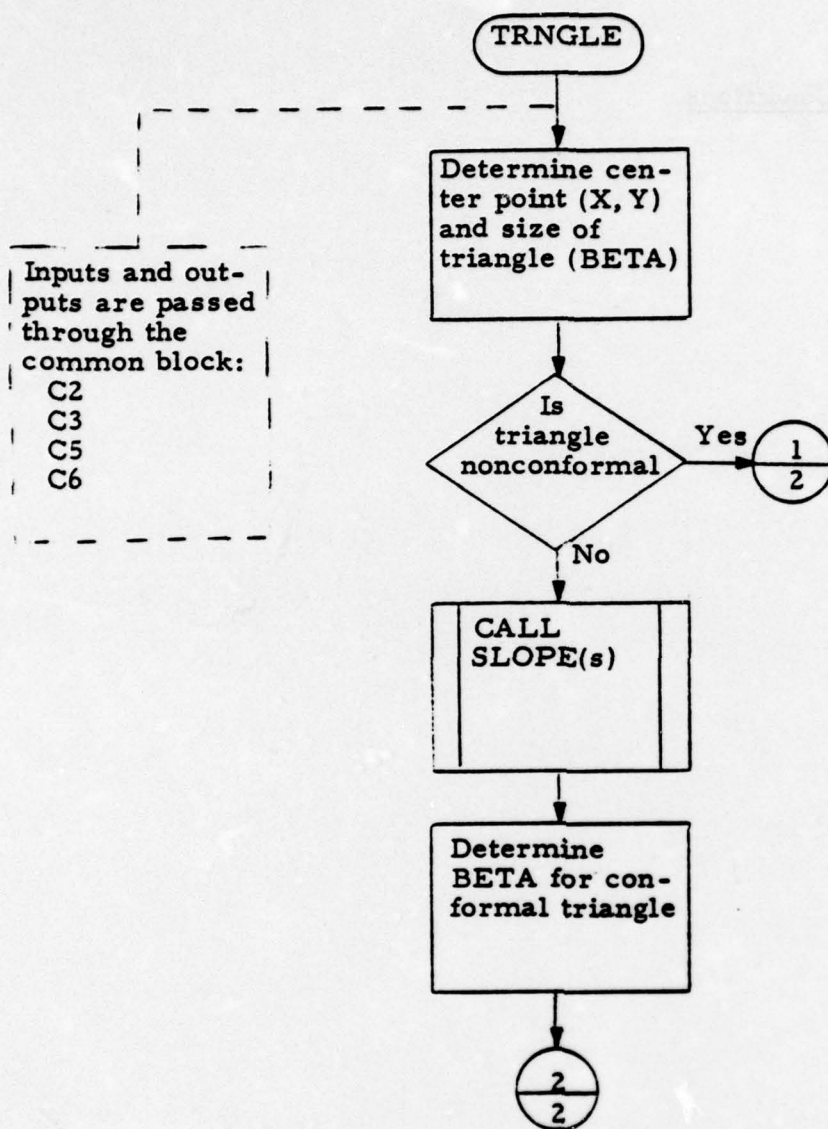 TRNGLE
Determine cen-
ter point (X, Y)
and size of
triangle (BETA)
Inputs and out-
puts are passed
through the
common block:
C2
C3
C5
C6
Is
triangle
nonconformal
Yes
1
2
No
CALL
SLOPE(s)
Determine
BETA for con-
formal triangle
2
2